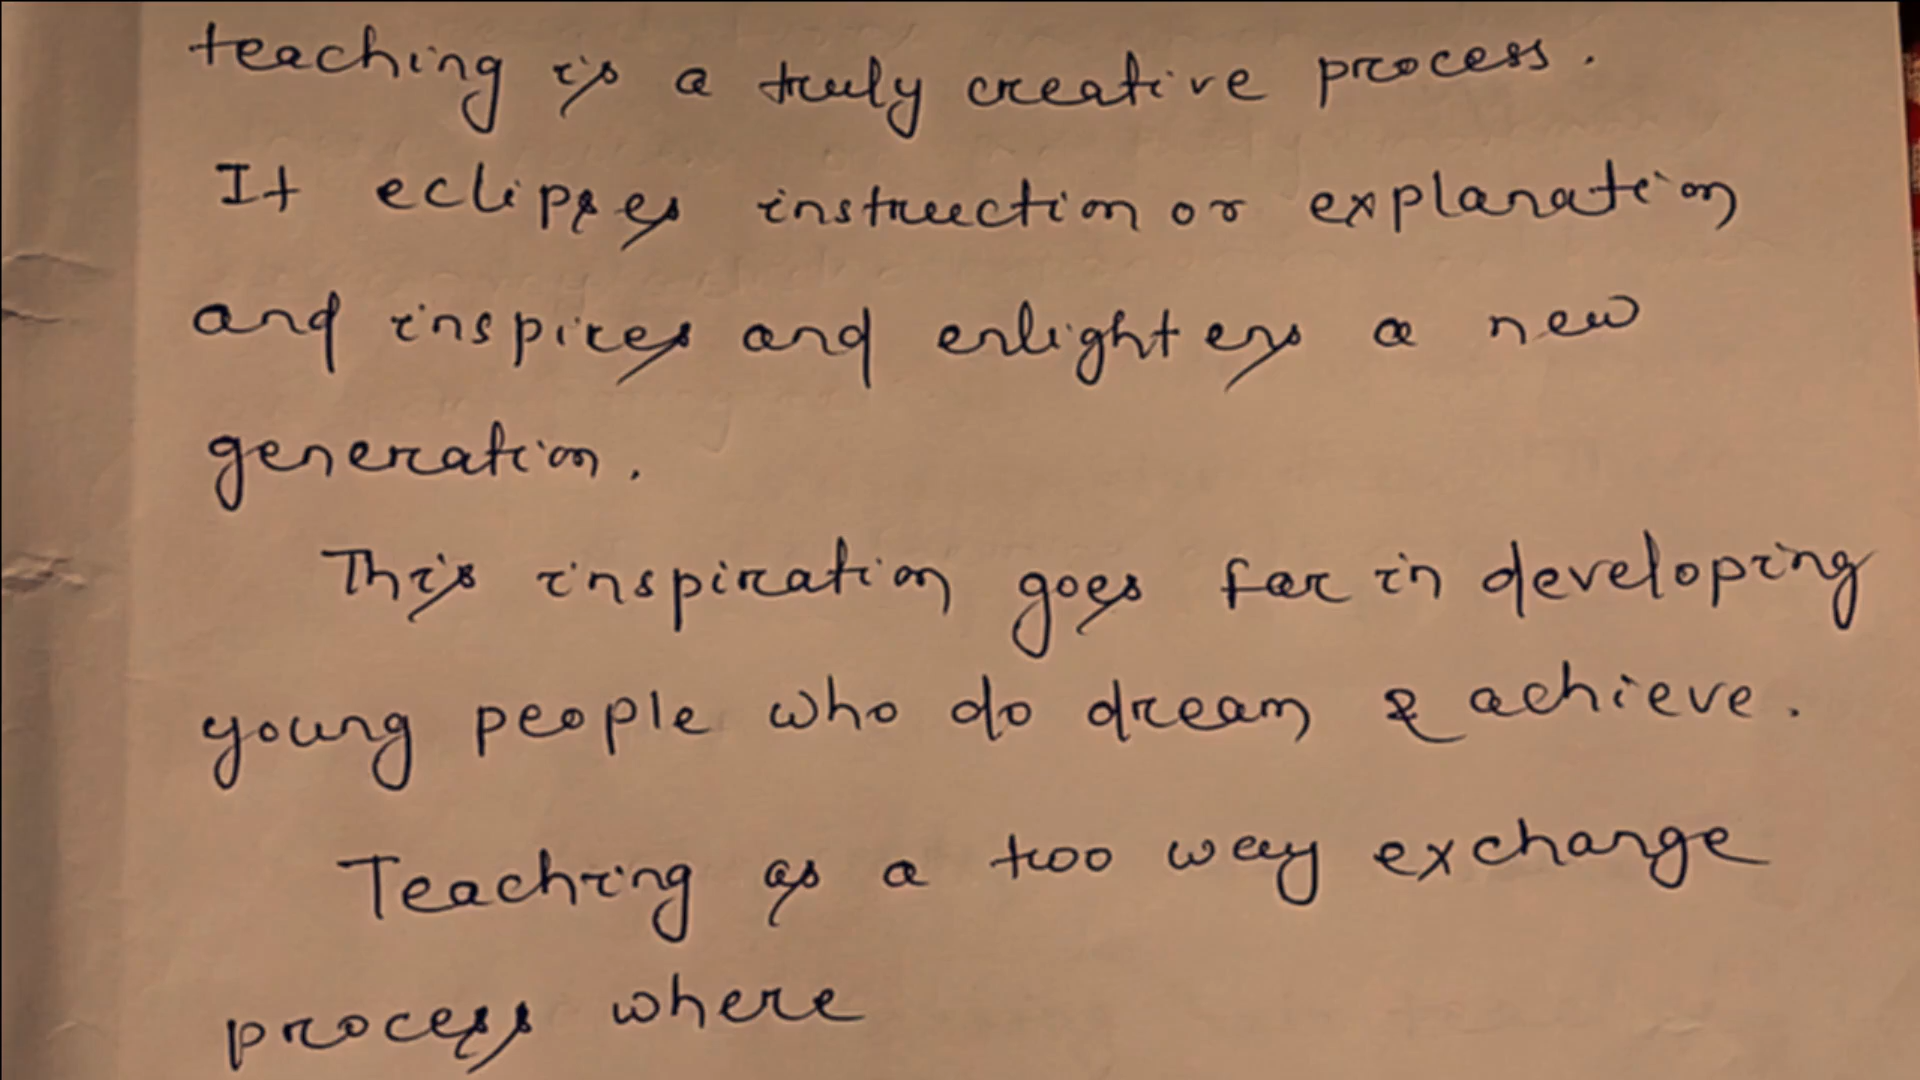 teaching is a truly creative process.
It eclipses instruction or explanation
and inspires and enlightens a new
generation.
This inspiration goes far in developing
young people who do dream & achieve.
Teaching as a two way exchange
process where